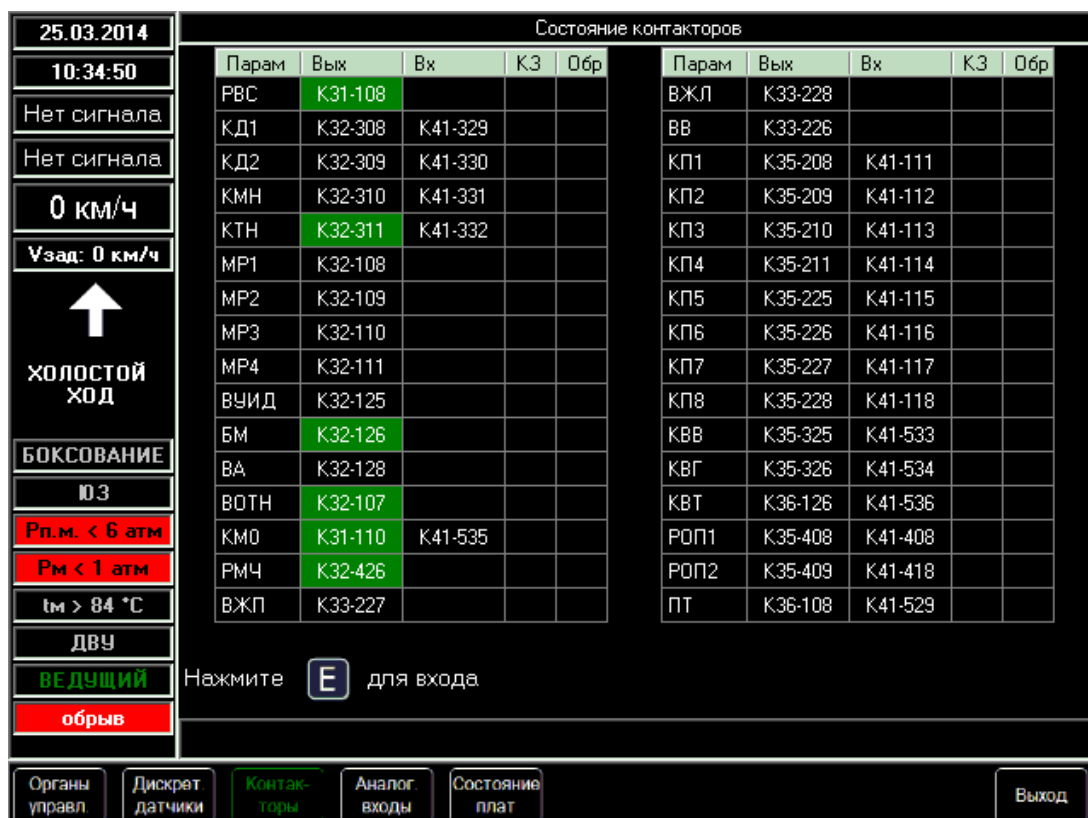 25.03.2014
10:34:50
Нет сигнала
Нет сигнала
0 км/ч
Vзад: 0 км/ч
ХОЛОСТОЙ
ХОД
БОКСОВАНИЕ
ЮЗ
Рп.м. < 6 атм
Рм < 1 атм
tм > 84 °C
ДВУ
ВЕДУЩИЙ
обрыв
Состояние контакторов
Парам Вых Вх КЗ Обр
РВС К31-108
КД1 К32-308 К41-329
КД2 К32-309 К41-330
КМН К32-310 К41-331
КТН К32-311 К41-332
МР1 К32-108
МР2 К32-109
МР3 К32-110
МР4 К32-111
ВУИД К32-125
БМ К32-126
ВА К32-128
ВОТН К32-107
КМО К31-110 К41-535
РМЧ К32-426
ВЖП К33-227
Парам Вых Вх КЗ Обр
ВЖЛ К33-228
ВВ К33-226
КП1 К35-208 К41-111
КП2 К35-209 К41-112
КП3 К35-210 К41-113
КП4 К35-211 К41-114
КП5 К35-225 К41-115
КП6 К35-226 К41-116
КП7 К35-227 К41-117
КП8 К35-228 К41-118
КВВ К35-325 К41-533
КВГ К35-326 К41-534
КВТ К36-126 К41-536
РОП1 К35-408 К41-408
РОП2 К35-409 К41-418
ПТ К36-108 К41-529
Нажмите E для входа
Органы
управл.
Дискрет.
датчики
Контак-
торы
Аналог.
входы
Состояние
плат
Выход